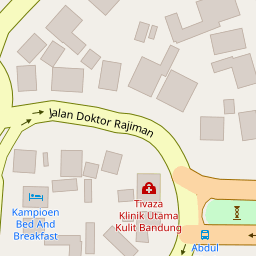 Jalan Doktor Rajiman
Tivaza
Klinik Utama
Kulit Bandung
Kampioen
Bed And
Breakfast
Abdul